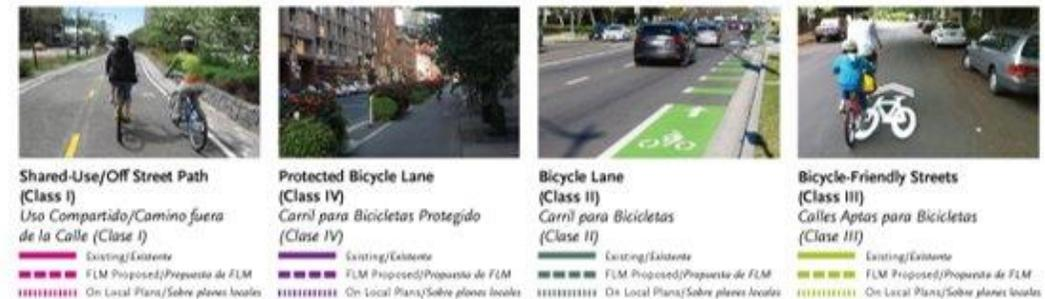 Shared-Use/Off Street Path
(Class I)
Uso Compartido/Camino fuera
de la Calle (Clase I)
Existing/Existente
FLM Proposed/Propuesta de FLM
On Local Plans/Sobre planes locales
Protected Bicycle Lane
(Class IV)
Carril para Bicicletas Protegido
(Clase IV)
Existing/Existente
FLM Proposed/Propuesta de FLM
On Local Plans/Sobre planes locales
Bicycle Lane
(Class II)
Carril para Bicicletas
(Clase II)
Existing/Existente
FLM Proposed/Propuesta de FLM
On Local Plans/Sobre planes locales
Bicycle-Friendly Streets
(Class III)
Calles Aptas para Bicicletas
(Clase III)
Existing/Existente
FLM Proposed/Propuesta de FLM
On Local Plans/Sobre planes locales